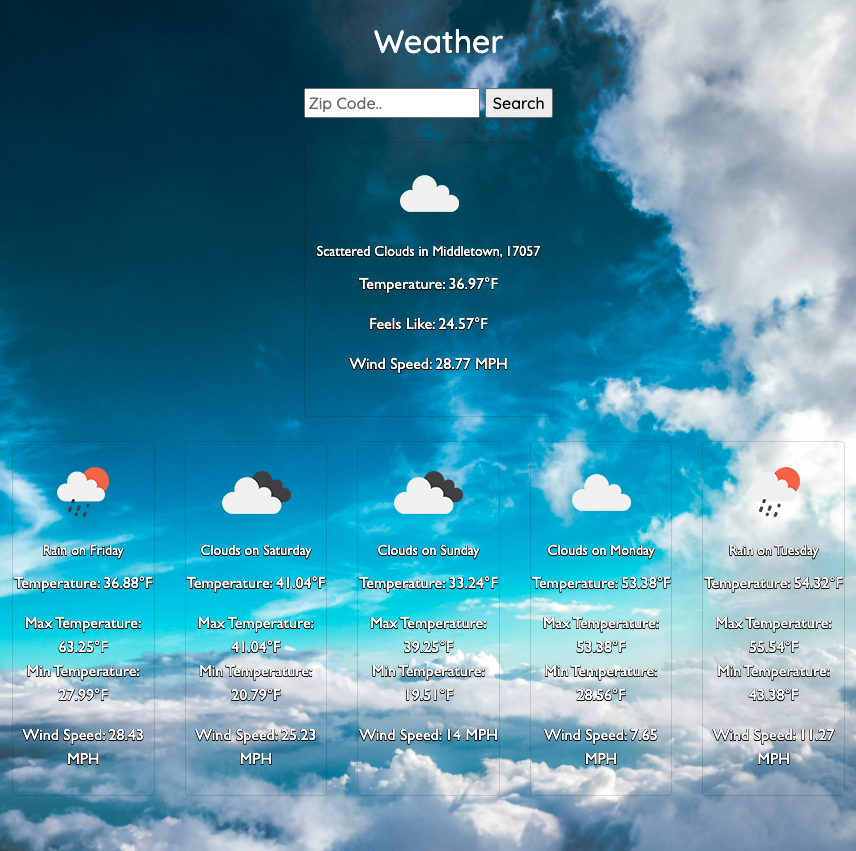 Weather
Zip Code..
Search
Scattered Clouds in Middletown, 17057
Temperature: 36.97°F
Feels Like: 24.57°F
Wind Speed: 28.77 MPH
Rain on Friday
Temperature: 36.88°F
Max Temperature:
63.25°F
Min Temperature:
27.99°F
Wind Speed: 28.43
MPH
Clouds on Saturday
Temperature: 41.04°F
Max Temperature:
41.04°F
Min Temperature:
20.79°F
Wind Speed: 25.23
MPH
Clouds on Sunday
Temperature: 33.24°F
Max Temperature:
39.25°F
Min Temperature:
19.51°F
Wind Speed: 14 MPH
Clouds on Monday
Temperature: 53.38°F
Max Temperature:
53.38°F
Min Temperature:
28.56°F
Wind Speed: 7.65
MPH
Rain on Tuesday
Temperature: 54.32°F
Max Temperature:
55.54°F
Min Temperature:
43.38°F
Wind Speed: 11.27
MPH